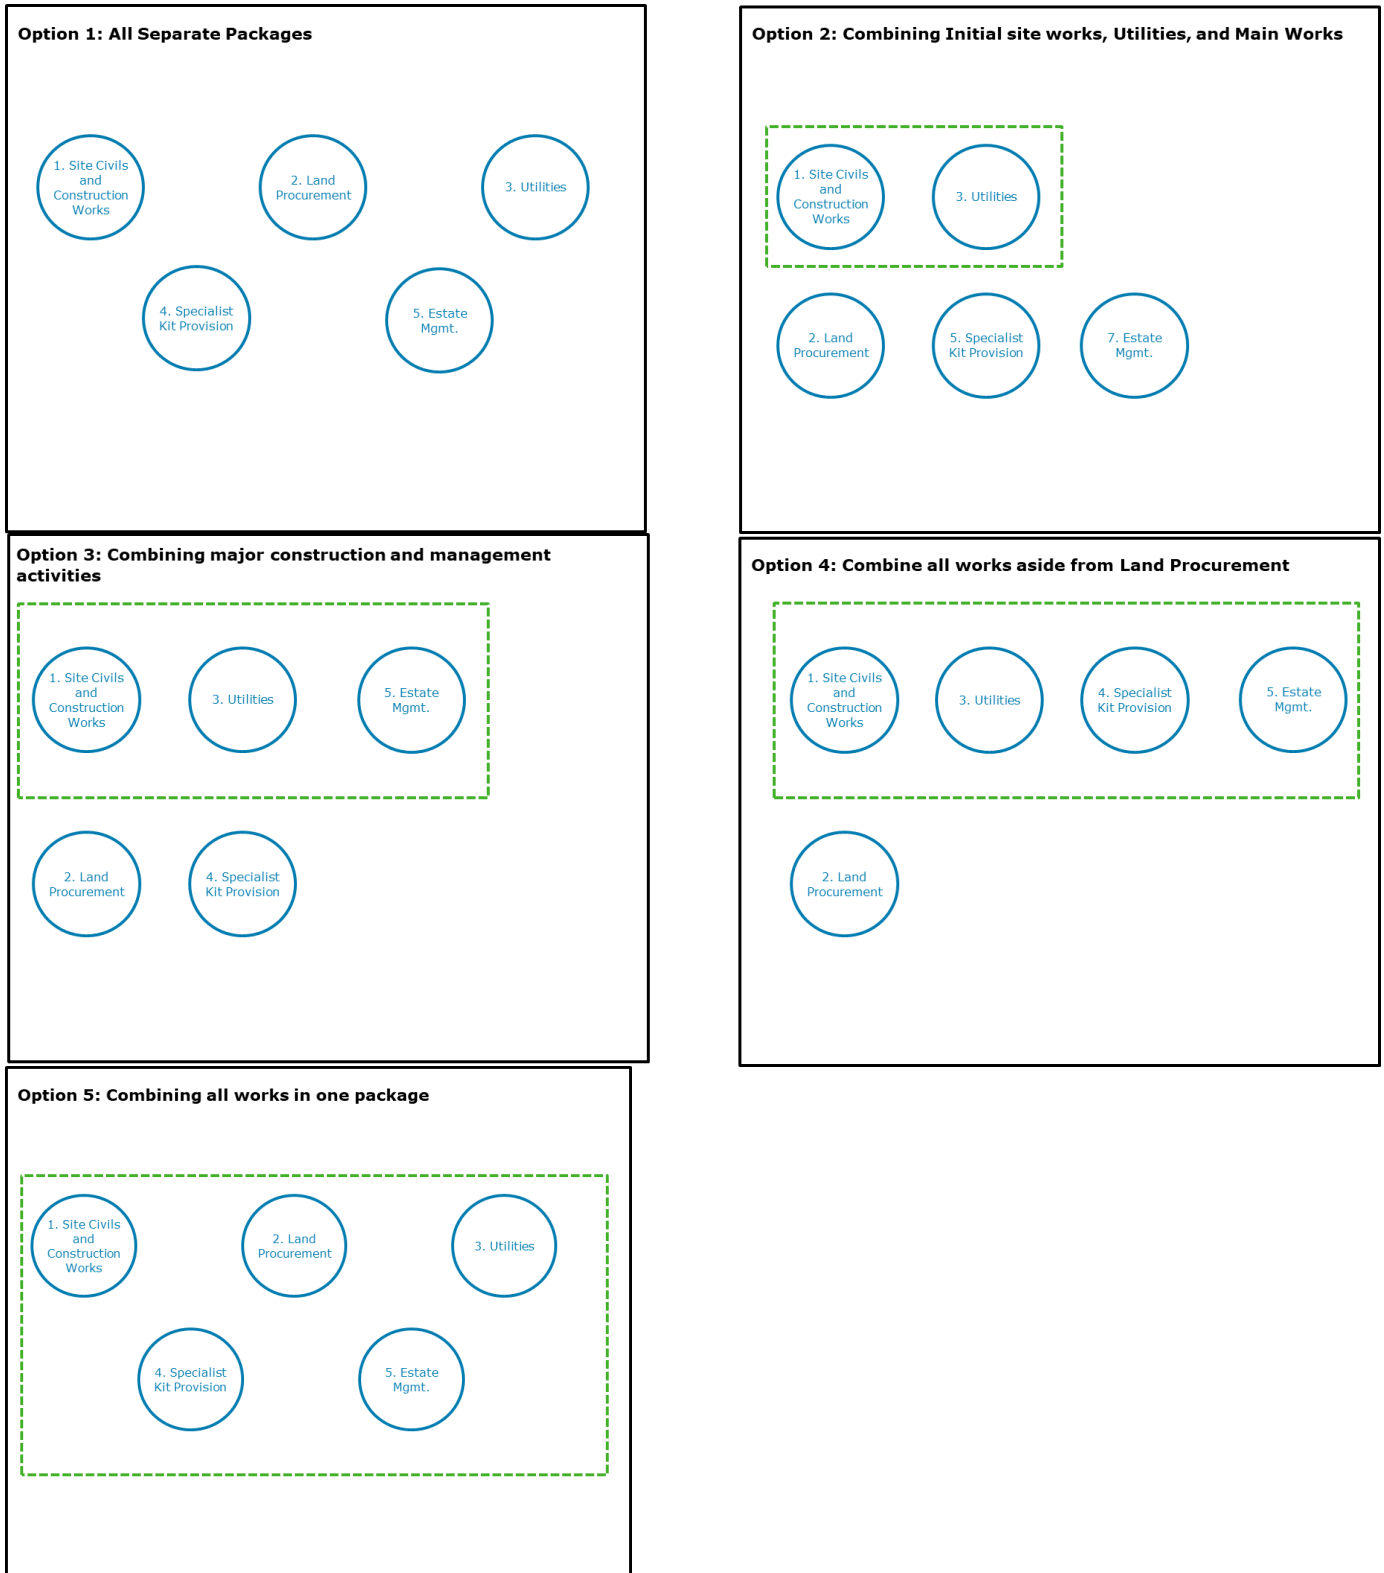 Option 1: All Separate Packages
1. Site Civils
and
Construction
Works
2. Land
Procurement
3. Utilities
4. Specialist
Kit Provision
5. Estate
Mgmt.
Option 2: Combining Initial site works, Utilities, and Main Works
1. Site Civils
and
Construction
Works
3. Utilities
2. Land
Procurement
5. Specialist
Kit Provision
7. Estate
Mgmt.
Option 3: Combining major construction and management
activities
1. Site Civils
and
Construction
Works
3. Utilities
5. Estate
Mgmt.
2. Land
Procurement
4. Specialist
Kit Provision
Option 4: Combine all works aside from Land Procurement
1. Site Civils
and
Construction
Works
3. Utilities
4. Specialist
Kit Provision
5. Estate
Mgmt.
2. Land
Procurement
Option 5: Combining all works in one package
1. Site Civils
and
Construction
Works
2. Land
Procurement
3. Utilities
4. Specialist
Kit Provision
5. Estate
Mgmt.